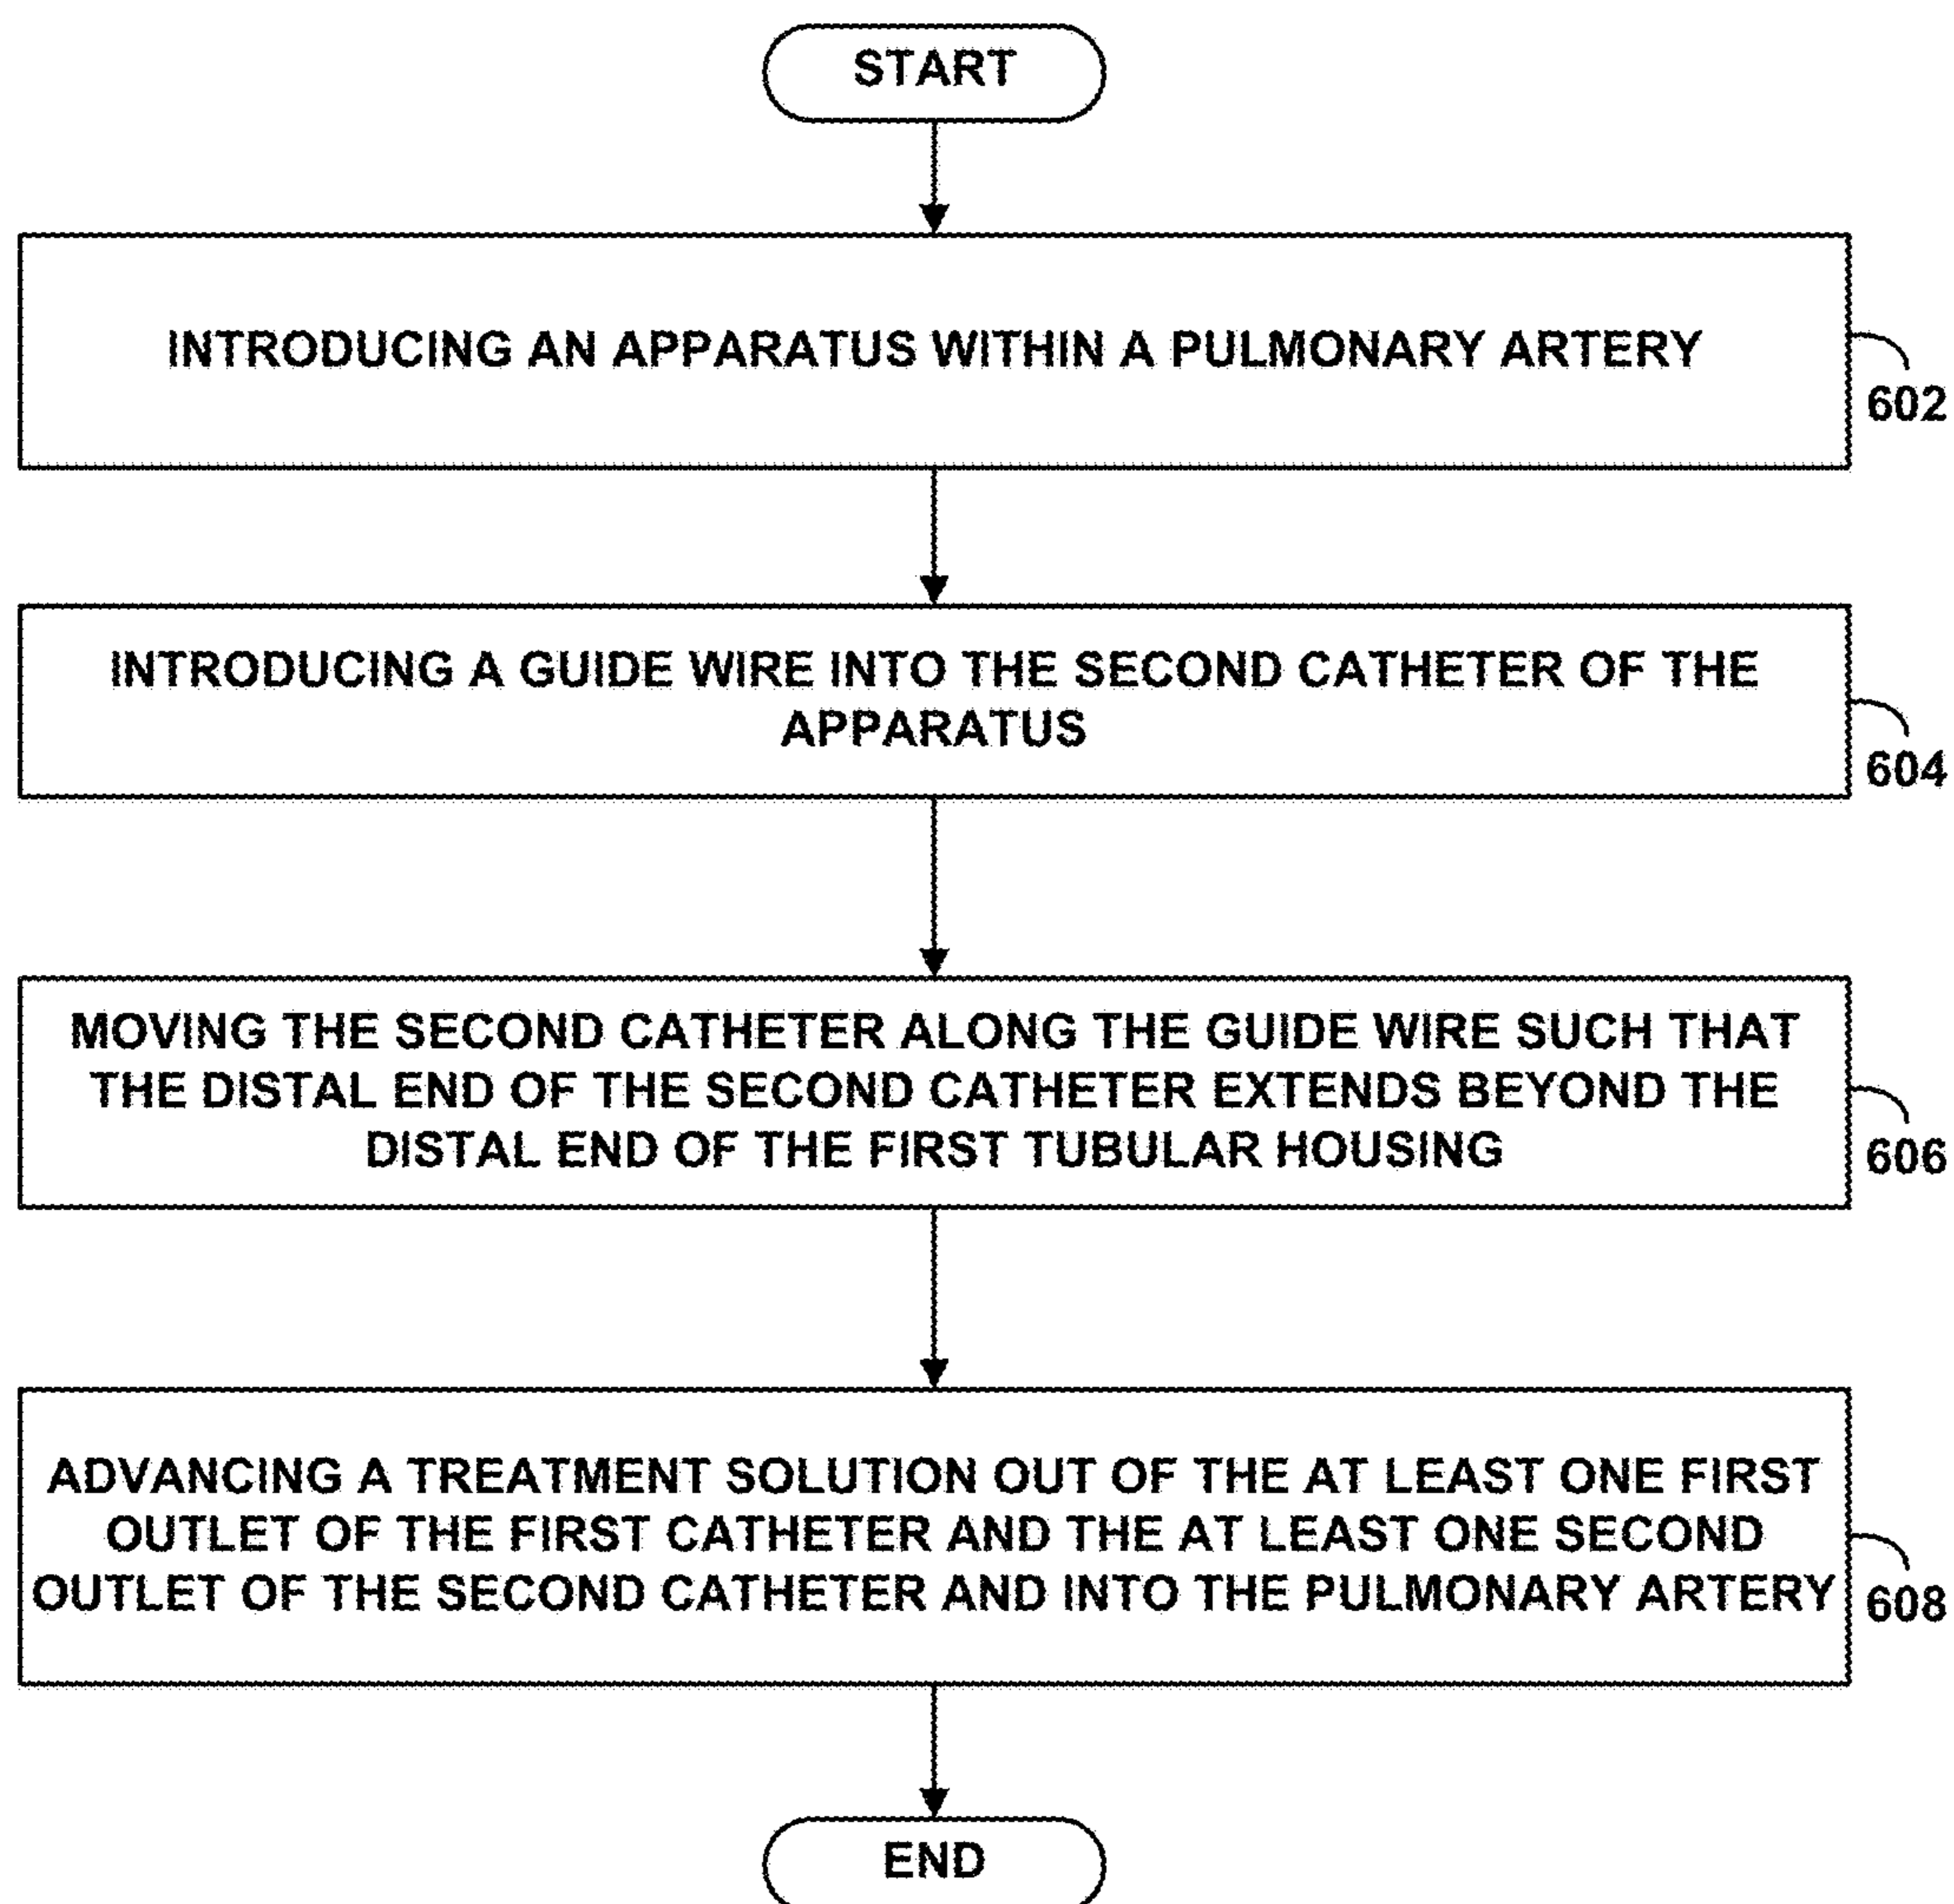 START
INTRODUCING AN APPARATUS WITHIN A PULMONARY ARTERY
602
INTRODUCING A GUIDE WIRE INTO THE SECOND CATHETER OF THE
APPARATUS
604
MOVING THE SECOND CATHETER ALONG THE GUIDE WIRE SUCH THAT
THE DISTAL END OF THE SECOND CATHETER EXTENDS BEYOND THE
DISTAL END OF THE FIRST TUBULAR HOUSING
606
ADVANCING A TREATMENT SOLUTION OUT OF THE AT LEAST ONE FIRST
OUTLET OF THE FIRST CATHETER AND THE AT LEAST ONE SECOND
OUTLET OF THE SECOND CATHETER AND INTO THE PULMONARY ARTERY
608
END